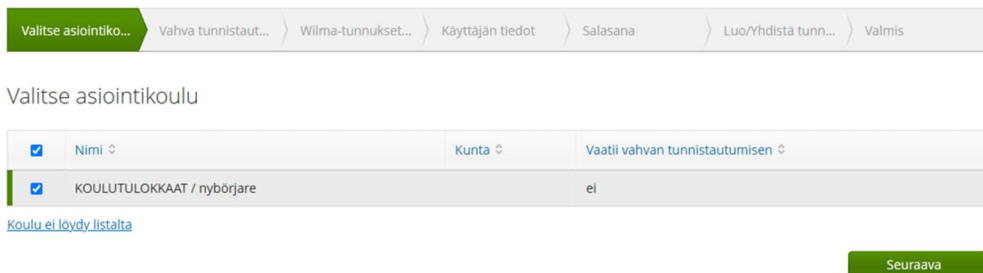 Valitse asiointiko... Vahva tunnistaut... Wilma-tunnukset... Käyttäjän tiedot Salasana Luo/Yhdistä tunn... Valmis
Valitse asiointikoulu
Nimi Kunta Vaatii vahvan tunnistautumisen
KOULUTULOKKAAT / nybörjare ei
Koulu ei löydy listalta
Seuraava